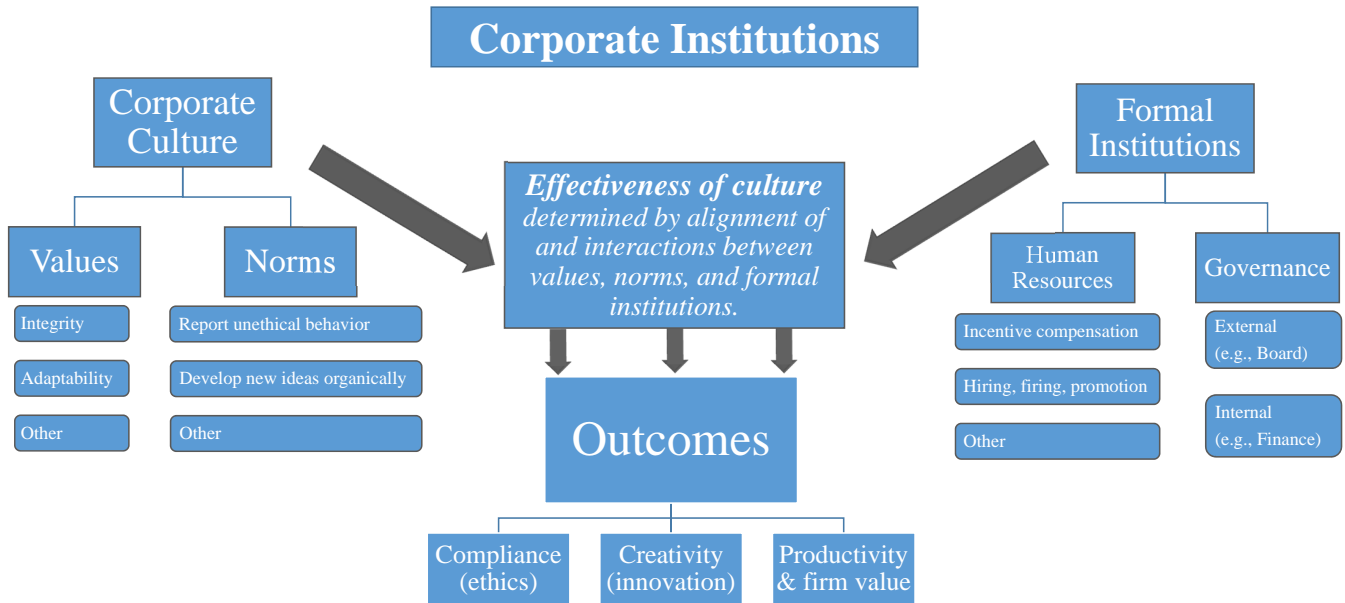 Corporate Institutions
Corporate
Culture
Formal
Institutions
Effectiveness of culture
determined by alignment of
and interactions between
values, norms, and formal
institutions.
Values
Norms
Human
Resources
Governance
Integrity
Adaptability
Other
Report unethical behavior
Develop new ideas organically
Other
Incentive compensation
Hiring, firing, promotion
Other
External
(e.g., Board)
Internal
(e.g., Finance)
Outcomes
Compliance
(ethics)
Creativity
(innovation)
Productivity
& firm value